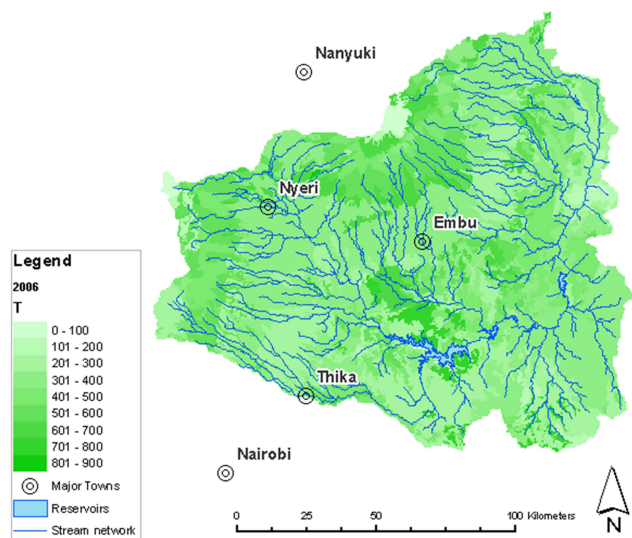 Nanyuki
Nyeri
Embu
Legend
2006
T
0 - 100
101 - 200
201 - 300
301 - 400
401 - 500
501 - 600
601 - 700
701 - 800
801 - 900
Major Towns
Reservoirs
Stream network
Thika
Nairobi
0 25 50 100 Kilometers
N